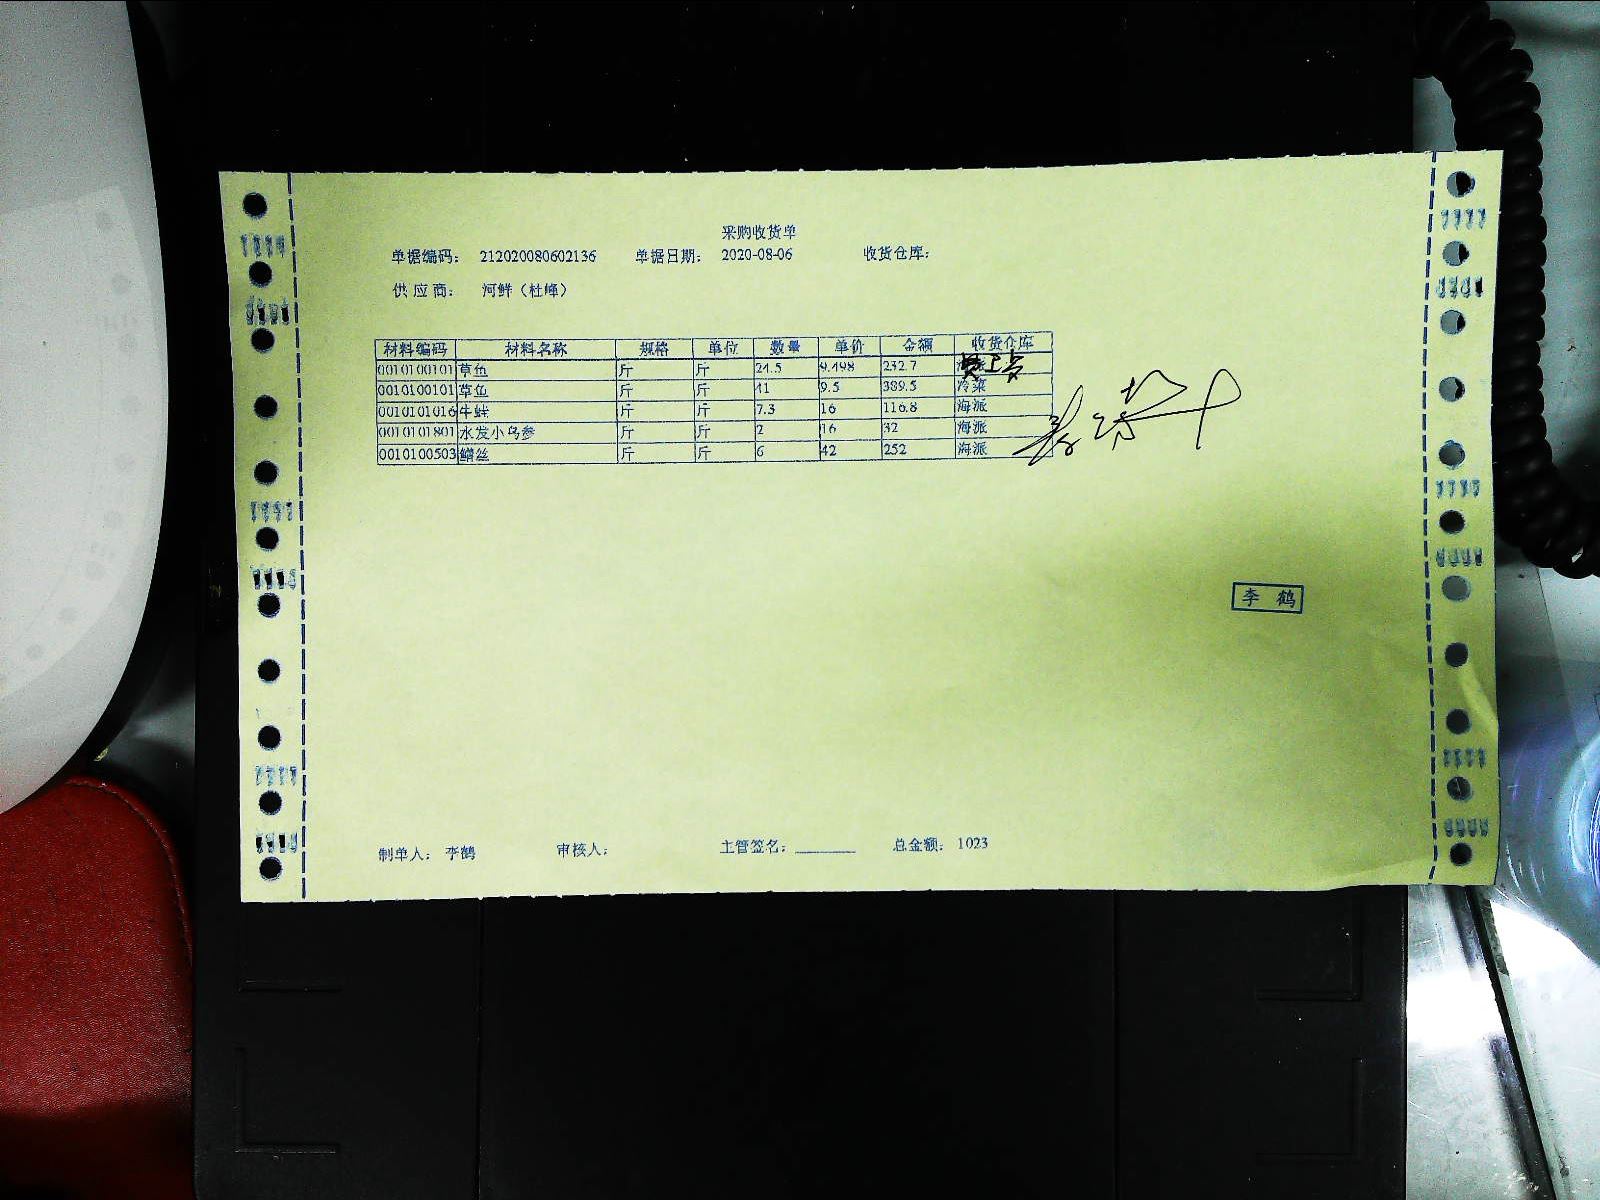 采购收货单
单据编码： 212020080602136 单据日期： 2020-08-06 收货仓库：
供应商： 河鲜（杜峰）
材料编码 材料名称 规格 单位 数量 单价 金额 收货仓库
0010100101 草鱼 斤 斤 24.5 9.498 232.7
0010100101 草鱼 斤 斤 41 9.5 389.5 冷菜
0010101016 牛蛙 斤 斤 7.3 16 116.8 海派
0010101801 水发小乌参 斤 斤 2 16 32 海派
0010100503 鳝丝 斤 斤 6 42 252 海派
李鹤
制单人： 李鹤 审核人： 主管签名： 总金额： 1023